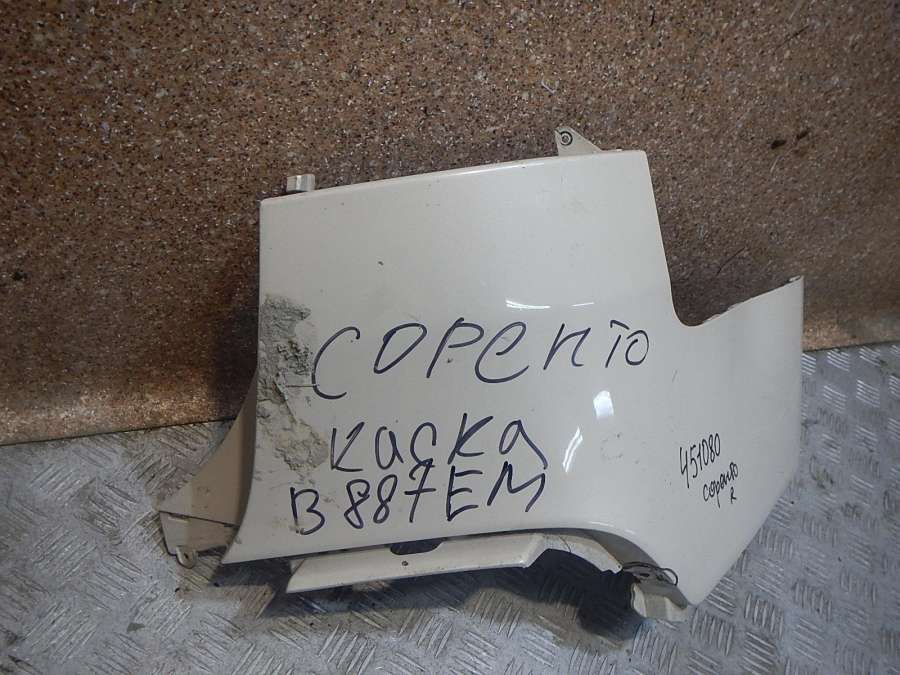 Соренто
каска
В887ЕМ
451080
Соренто
R